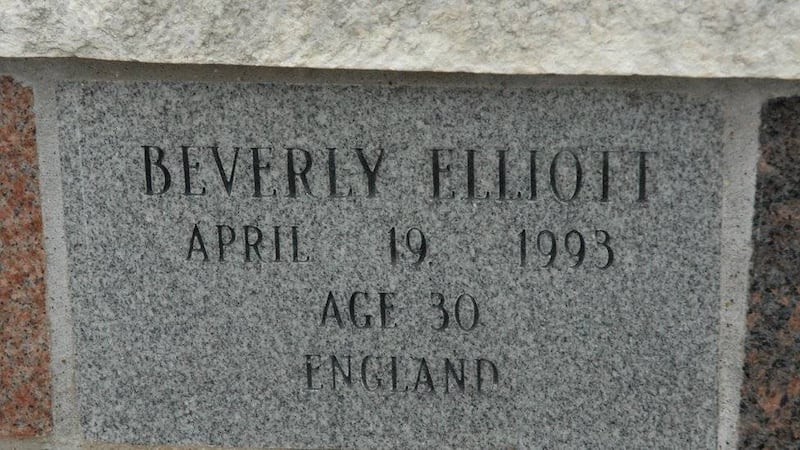 BEVERLY ELLIOTT
APRIL 19, 1993
AGE 30
ENGLAND